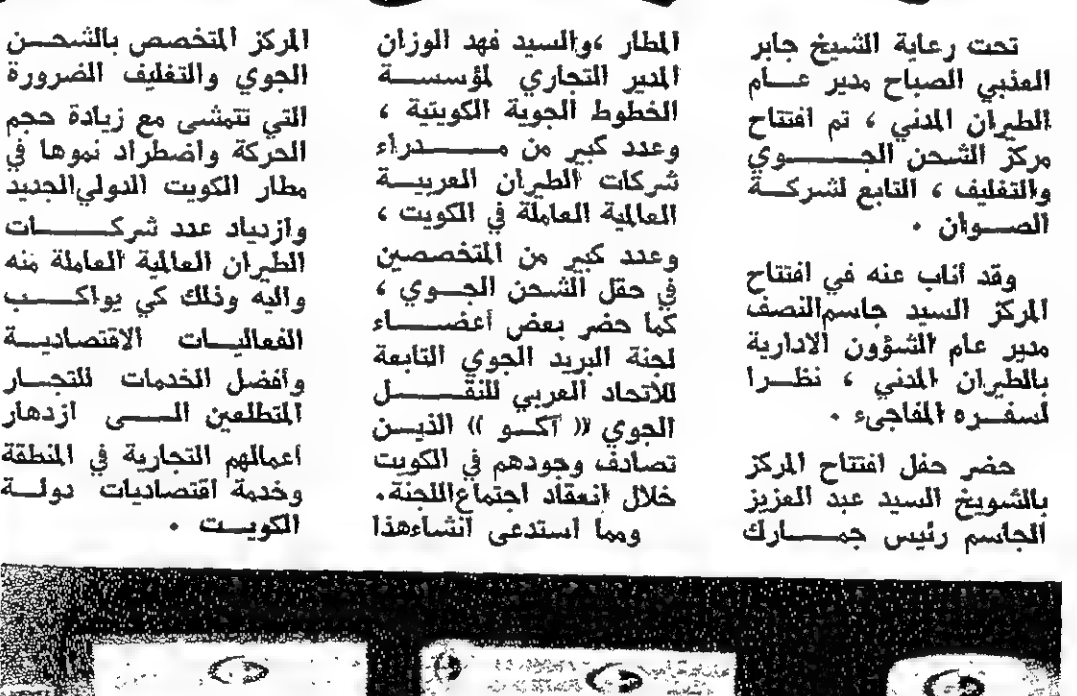 تحت رعاية الشيخ جابر
العذبي الصباح مدير عام
الطيران المدني ، تم افتتاح
مركز الشحن الجوي
والتغليف ، التابع لشركة
الصوان .
وقد أناب عنه في افتتاح
المركز السيد جاسم النصف
مدير عام الشؤون الادارية
بالطيران المدني ، نظرا
لسفره المفاجىء .
حضر حفل افتتاح المركز
بالشويخ السيد عبد العزيز
الجاسم رئيس جمارك
المطار ،والسيد فهد الوزان
المدير التجاري لمؤسسة
الخطوط الجوية الكويتية ،
وعدد كبير من مدراء
شركات الطيران العربية
العالمية العاملة في الكويت ،
وعدد كبير من المتخصصين
في حقل الشحن الجوي ،
كما حضر بعض أعضاء
لجنة البريد الجوي التابعة
للاتحاد العربي للنقل
الجوي (( آكو )) الذين
تصادف وجودهم في الكويت
خلال انعقاد اجتماع اللجنة.
ومما استدعى انشاء هذا
المركز المتخصص بالشحن
الجوي والتغليف الضرورة
التي تتمشى مع زيادة حجم
الحركة واضطراد نموها في
مطار الكويت الدولي الجديد
وازدياد عدد شركات
الطيران العالمية العاملة منه
واليه وذلك كي يواكب
الفعاليات الاقتصادية
وأفضل الخدمات للتجار
المتطلعين الى ازدهار
اعمالهم التجارية في المنطقة
وخدمة اقتصاديات دولة
الكويت .